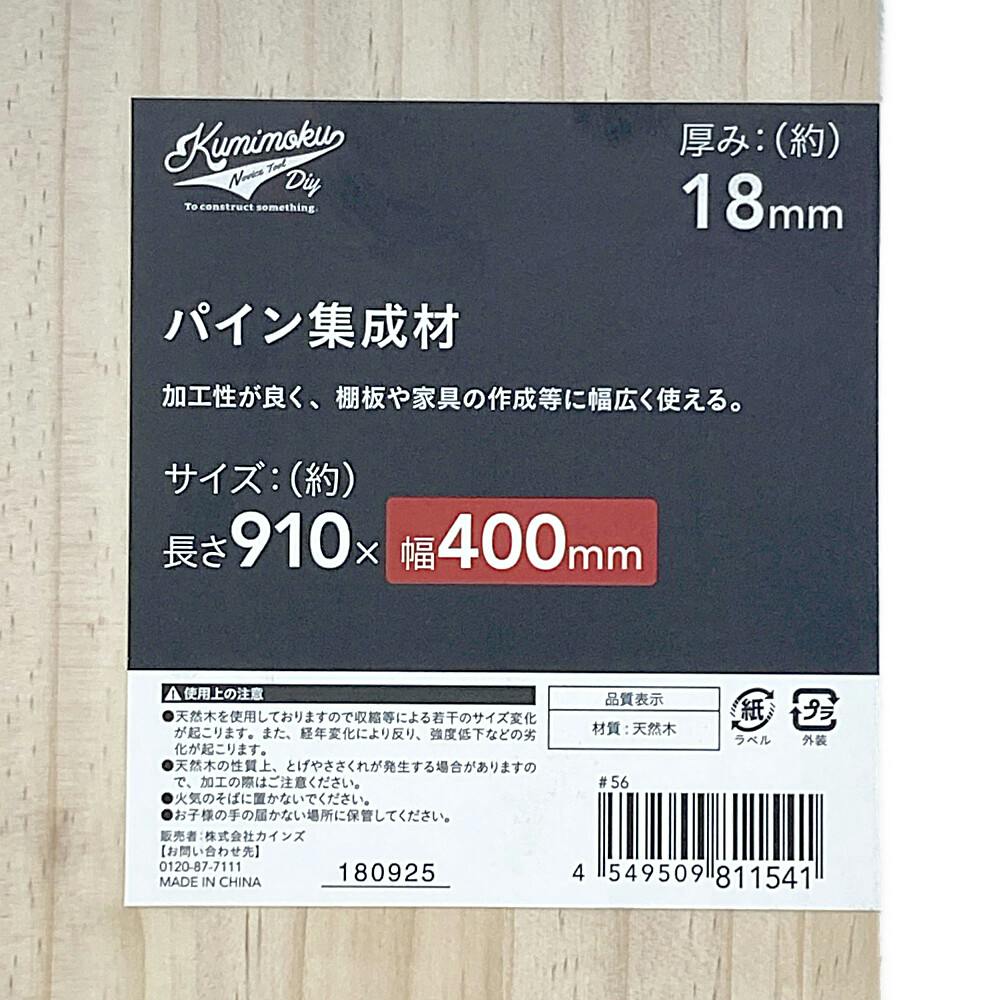 Kumimoku
Novice Tool
Diy
To construct something.
厚み：（約）
18mm
パイン集成材
加工性が良く、棚板や家具の作成等に幅広く使える。
サイズ：（約）
長さ910×幅400mm
使用上の注意
●天然木を使用しておりますので収縮等による若干のサイズ変化
が起こります。また、経年変化により反り、強度低下などの劣
化が起こります。
●天然木の性質上、とげやささくれが発生する場合がありますの
で、加工の際はご注意ください。
●火気のそばに置かないでください。
●お子様の手の届かない場所に保管してください。
販売者：株式会社カインズ
【お問い合わせ先】
0120-87-7111
MADE IN CHINA
180925
品質表示
材質：天然木
紙
ラベル
プラ
外装
#56
4 549509 811541